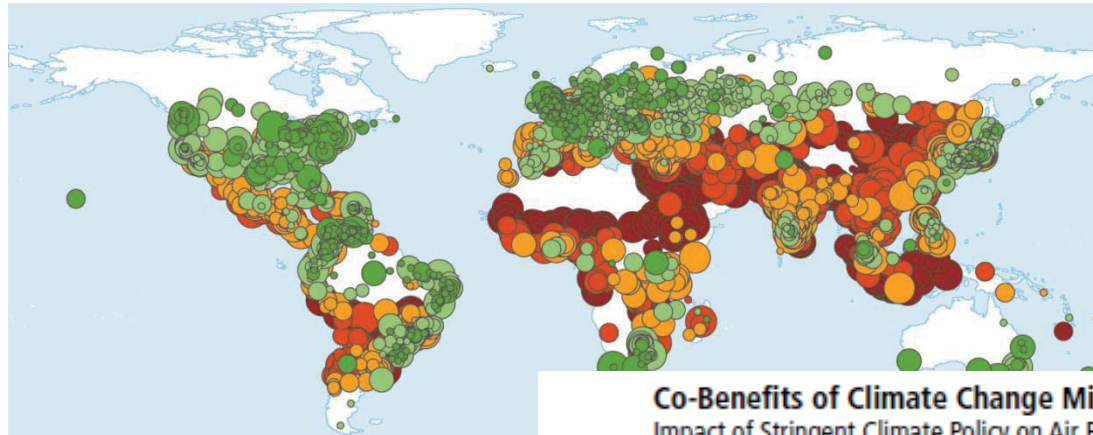 Co-Benefits of Climate Change Mi
Impact of Stringent Climate Policy on Air P